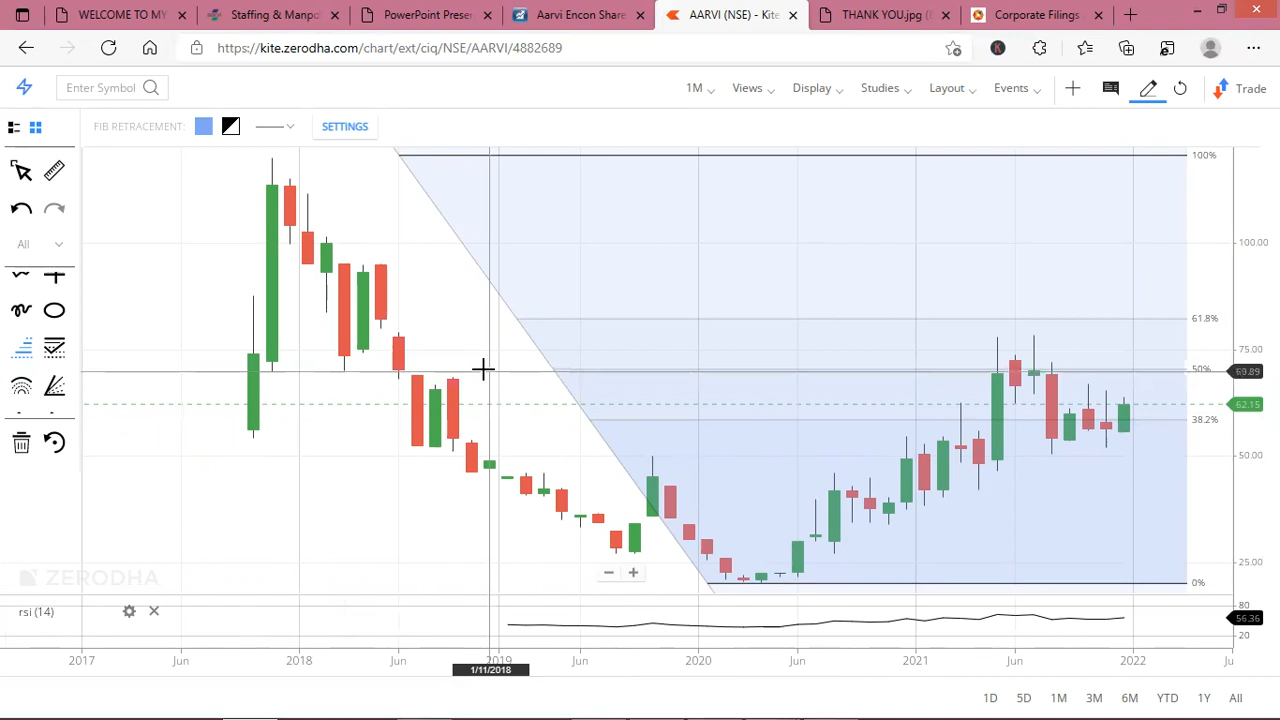 WELCOME TO MY
Staffing & Manpo
PowerPoint Prese
Aarvi Encon Share
AARVI (NSE) - Kite
THANK YOU.jpg (
Corporate Filings
https://kite.zerodha.com/chart/ext/ciq/NSE/AARVI/4882689
Enter Symbol
1M
Views
Display
Studies
Layout
Events
Trade
FIB RETRACEMENT:
SETTINGS
All
100%
100.00
61.8%
75.00
50%
69.89
62.15
38.2%
50.00
25.00
0%
ZERODHA
rsi (14)
80
56.36
20
2017
Jun
2018
Jun
2019
Jun
2020
Jun
2021
Jun
2022
Ju
1/11/2018
1D
5D
1M
3M
6M
YTD
1Y
All